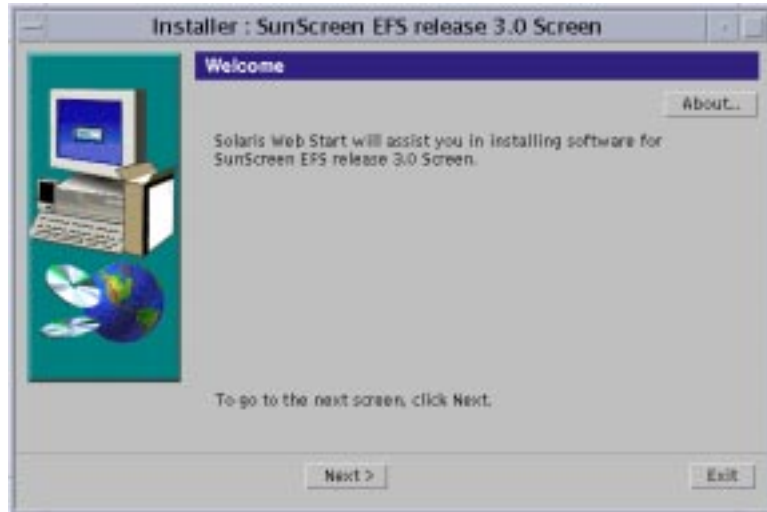 Installer : SunScreen EFS release 3.0 Screen
Welcome
About...
Solaris Web Start will assist you in installing software for
SunScreen EFS release 3.0 Screen.
To go to the next screen, click Next.
Next >
Exit